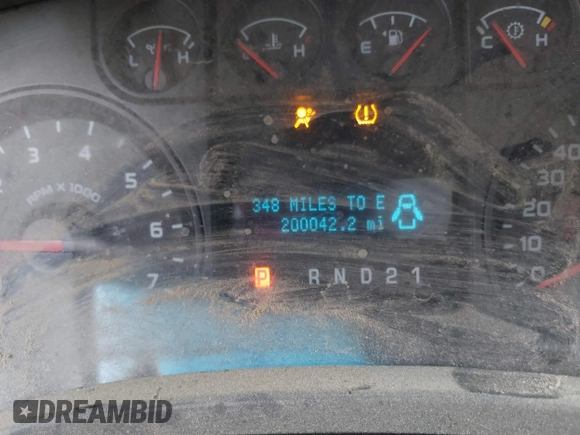 L H L H E C H
3 4 5 6 7
RPM X 1000
348 MILES TO E
200042.2 mi
P R N D 2 1
40
30
20
10
0
DREAMBID